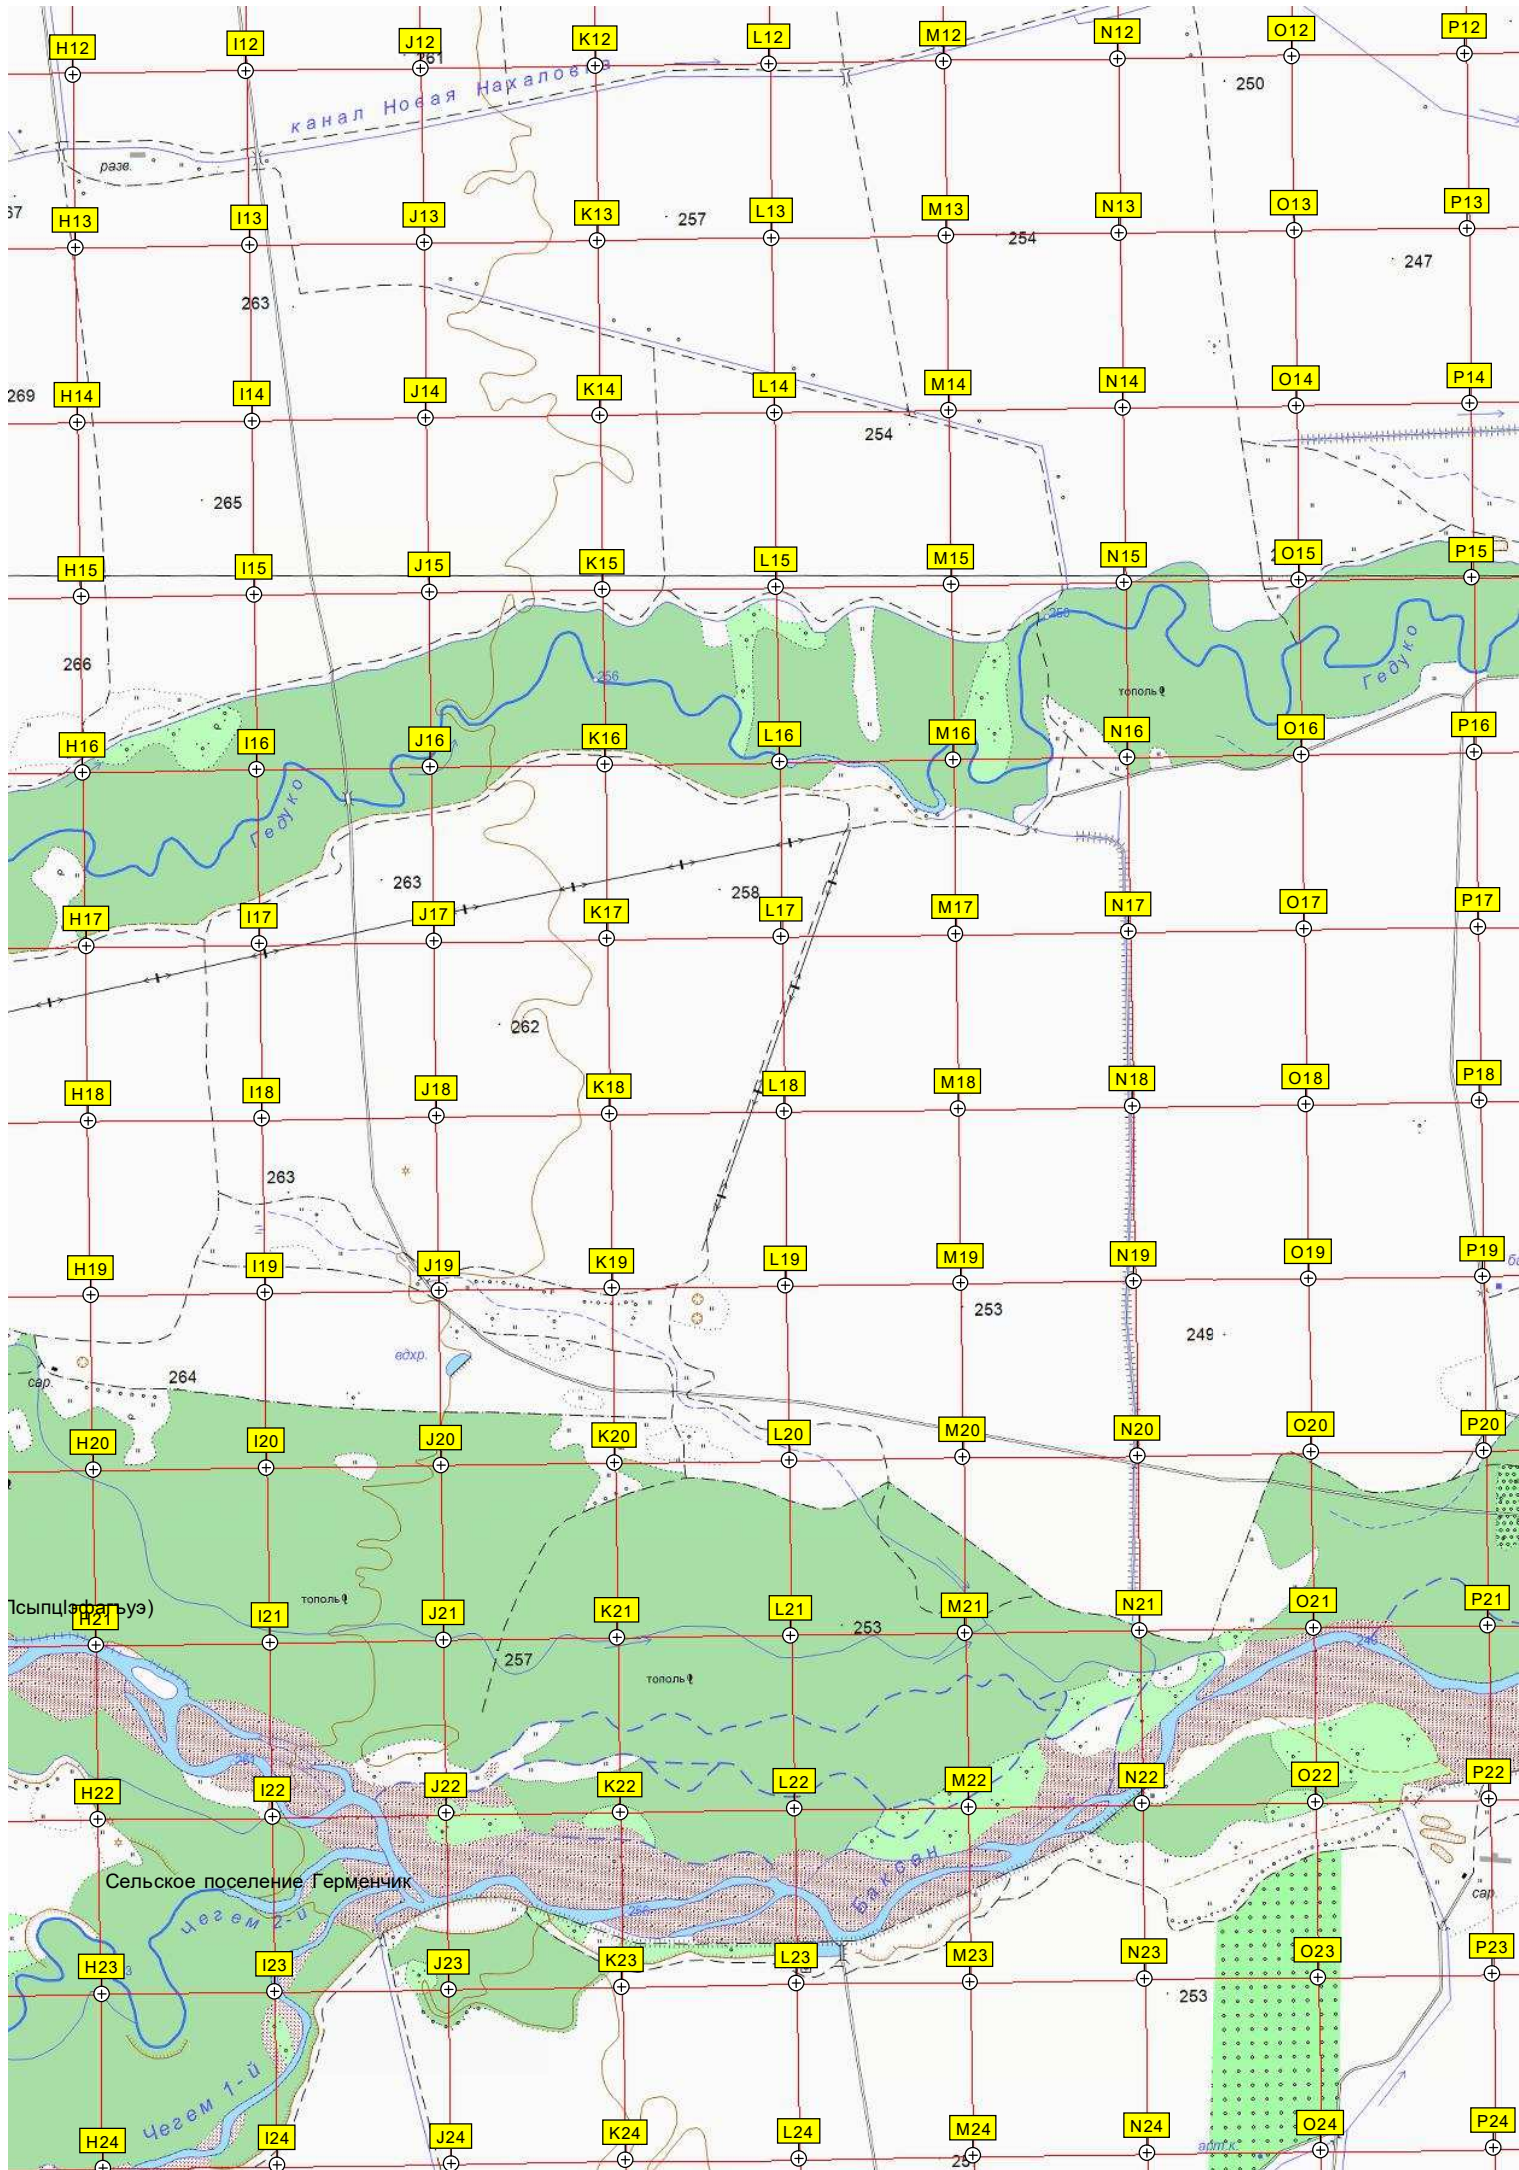 H12 I12 J12 K12 L12 M12 N12 O12 P12
261
250
канал Новая Нахаловка
разв.
67
H13 I13 J13 K13 L13 M13 N13 O13 P13
257
254
247
263
269
H14 I14 J14 K14 L14 M14 N14 O14 P14
254
265
H15 I15 J15 K15 L15 M15 N15 O15 P15
250
266
256
тополь
Гедуко
H16 I16 J16 K16 L16 M16 N16 O16 P16
Гедуко
263
258
H17 I17 J17 K17 L17 M17 N17 O17 P17
262
H18 I18 J18 K18 L18 M18 N18 O18 P18
263
H19 I19 J19 K19 L19 M19 N19 O19 P19
253
249
вдхр.
сар.
264
H20 I20 J20 K20 L20 M20 N20 O20 P20
тополь
ПсыпцIэфагьуэ)
H21 I21 J21 K21 L21 M21 N21 O21 P21
253
257
тополь
246
261
H22 I22 J22 K22 L22 M22 N22 O22 P22
Баксан
Сельское поселение Герменчик
сар.
Чегем 2-й
256
H23 I23 J23 K23 L23 M23 N23 O23 P23
253
Чегем 1-й
H24 I24 J24 K24 L24 M24 N24 O24 P24
арт.к.